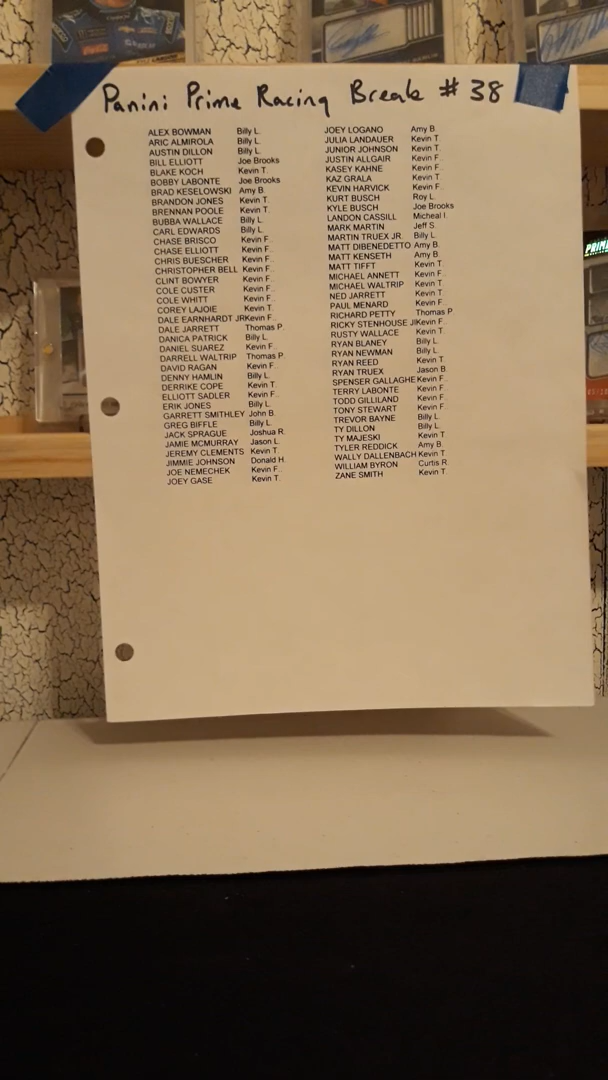 Panini Prime Racing Break # 38
ALEX BOWMAN Billy L.
ARIC ALMIROLA Billy L.
AUSTIN DILLON Billy L.
BILL ELLIOTT Joe Brooks
BLAKE KOCH Kevin T.
BOBBY LABONTE Joe Brooks
BRAD KESELOWSKI Amy B.
BRANDON JONES Kevin T.
BRENNAN POOLE Kevin T.
BUBBA WALLACE Billy L.
CARL EDWARDS Billy L.
CHASE BRISCO Kevin F.
CHASE ELLIOTT Kevin F.
CHRIS BUESCHER Kevin F.
CHRISTOPHER BELL Kevin F.
CLINT BOWYER Kevin F.
COLE CUSTER Kevin F.
COLE WHITT Kevin F.
COREY LAJOIE Kevin T.
DALE EARNHARDT JR Kevin F.
DALE JARRETT Thomas P.
DANICA PATRICK Billy L.
DANIEL SUAREZ Kevin F.
DARRELL WALTRIP Thomas P.
DAVID RAGAN Kevin F.
DENNY HAMLIN Billy L.
DERRIKE COPE Kevin T.
ELLIOTT SADLER Kevin F.
ERIK JONES Billy L.
GARRETT SMITHLEY John B.
GREG BIFFLE Billy L.
JACK SPRAGUE Joshua R.
JAMIE MCMURRAY Jason L.
JEREMY CLEMENTS Kevin T.
JIMMIE JOHNSON Donald H.
JOE NEMECHEK Kevin F.
JOEY GASE Kevin T.
JOEY LOGANO Amy B.
JULIA LANDAUER Kevin T.
JUNIOR JOHNSON Kevin T.
JUSTIN ALLGAIR Kevin F.
KASEY KAHNE Kevin F.
KAZ GRALA Kevin T.
KEVIN HARVICK Kevin F.
KURT BUSCH Roy L.
KYLE BUSCH Joe Brooks
LANDON CASSILL Micheal I.
MARK MARTIN Jeff S.
MARTIN TRUEX JR. Billy L.
MATT DIBENEDETTO Amy B.
MATT KENSETH Amy B.
MATT TIFFT Kevin T.
MICHAEL ANNETT Kevin F.
MICHAEL WALTRIP Kevin T.
NED JARRETT Kevin T.
PAUL MENARD Kevin F.
RICHARD PETTY Thomas P.
RICKY STENHOUSE JI Kevin F.
RUSTY WALLACE Kevin T.
RYAN BLANEY Billy L.
RYAN NEWMAN Billy L.
RYAN REED Kevin T.
RYAN TRUEX Jason B.
SPENSER GALLAGHE Kevin F.
TERRY LABONTE Kevin F.
TODD GILLILAND Kevin F.
TONY STEWART Kevin F.
TREVOR BAYNE Billy L.
TY DILLON Billy L.
TY MAJESKI Kevin T.
TYLER REDDICK Amy B.
WALLY DALLENBACH Kevin T.
WILLIAM BYRON Curtis R.
ZANE SMITH Kevin T.